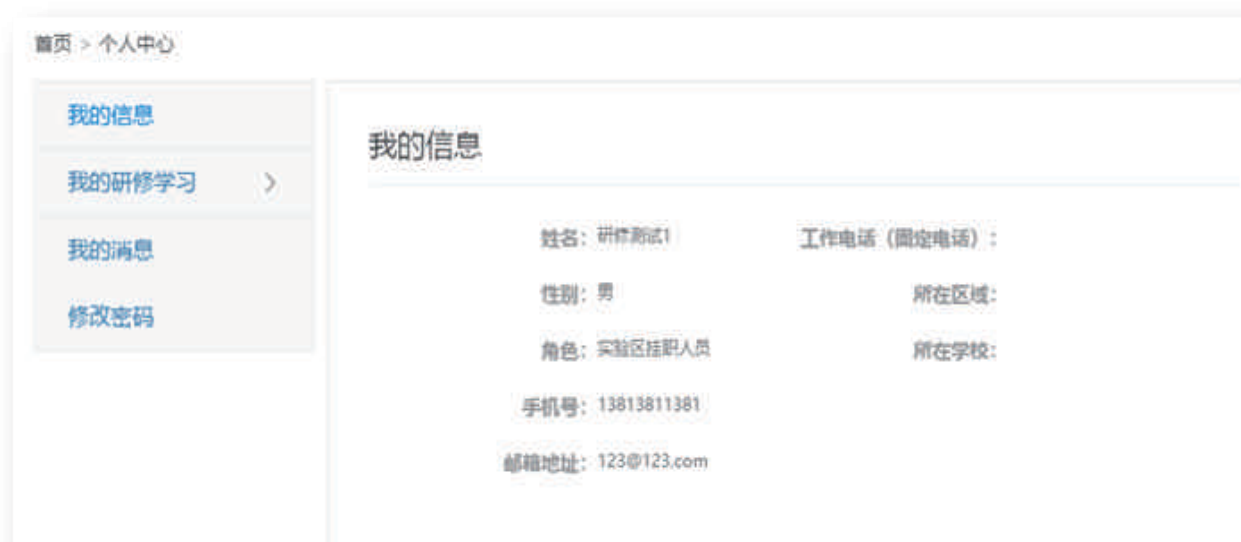 首页 > 个人中心
我的信息
我的研修学习 >
我的消息
修改密码
我的信息
姓名：研修测试1 工作电话（固定电话）：
性别：男 所在区域：
角色：实验区挂职人员 所在学校：
手机号：13813811381
邮箱地址：123@123.com